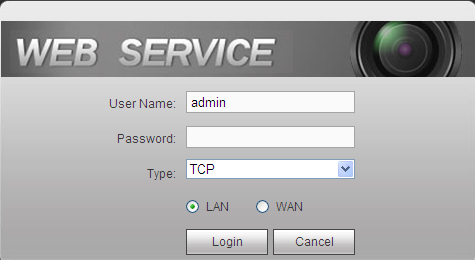 WEB SERVICE
User Name: admin
Password:
Type: TCP
LAN WAN
Login Cancel